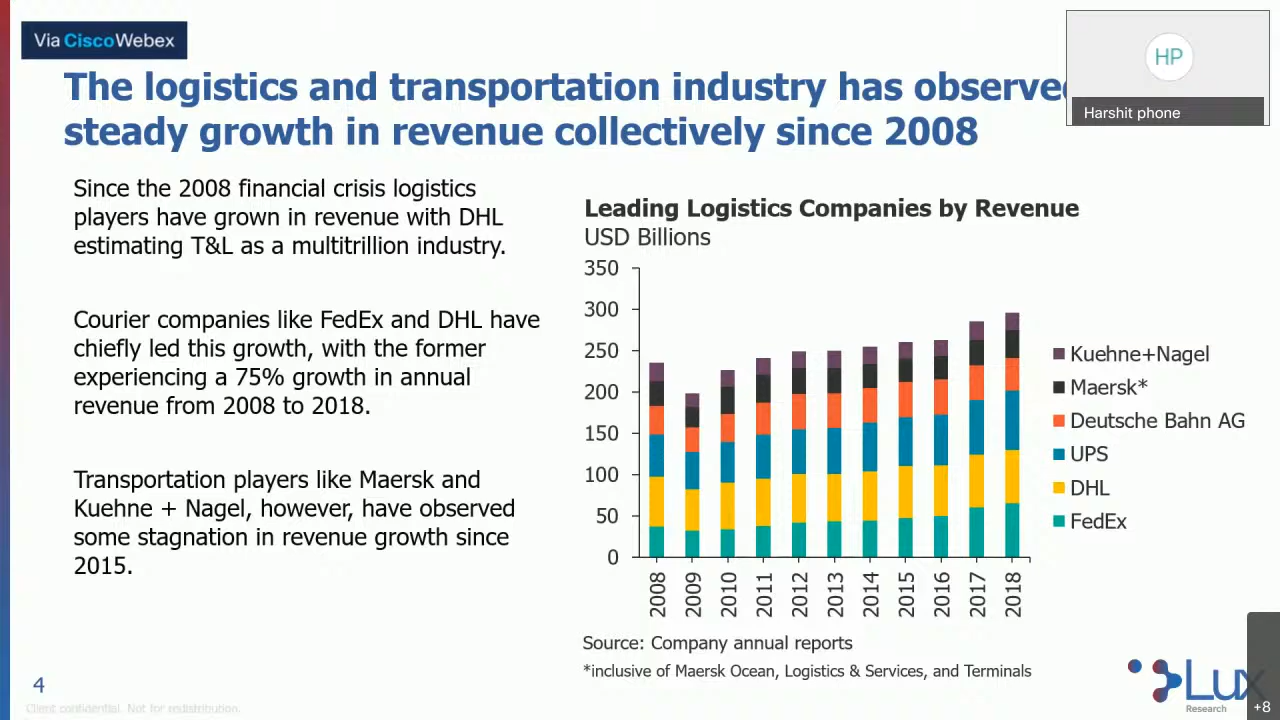 Via CiscoWebex
HP
Harshit phone
The logistics and transportation industry has observe
steady growth in revenue collectively since 2008
Since the 2008 financial crisis logistics
players have grown in revenue with DHL
estimating T&L as a multitrillion industry.
Courier companies like FedEx and DHL have
chiefly led this growth, with the former
experiencing a 75% growth in annual
revenue from 2008 to 2018.
Transportation players like Maersk and
Kuehne + Nagel, however, have observed
some stagnation in revenue growth since
2015.
Leading Logistics Companies by Revenue
USD Billions
350
300
250
200
150
100
50
0
2008
2009
2010
2011
2012
2013
2014
2015
2016
2017
2018
Kuehne+Nagel
Maersk*
Deutsche Bahn AG
UPS
DHL
FedEx
Source: Company annual reports
*inclusive of Maersk Ocean, Logistics & Services, and Terminals
4
Client confidential. Not for redistribution.
Lux
Research
+8